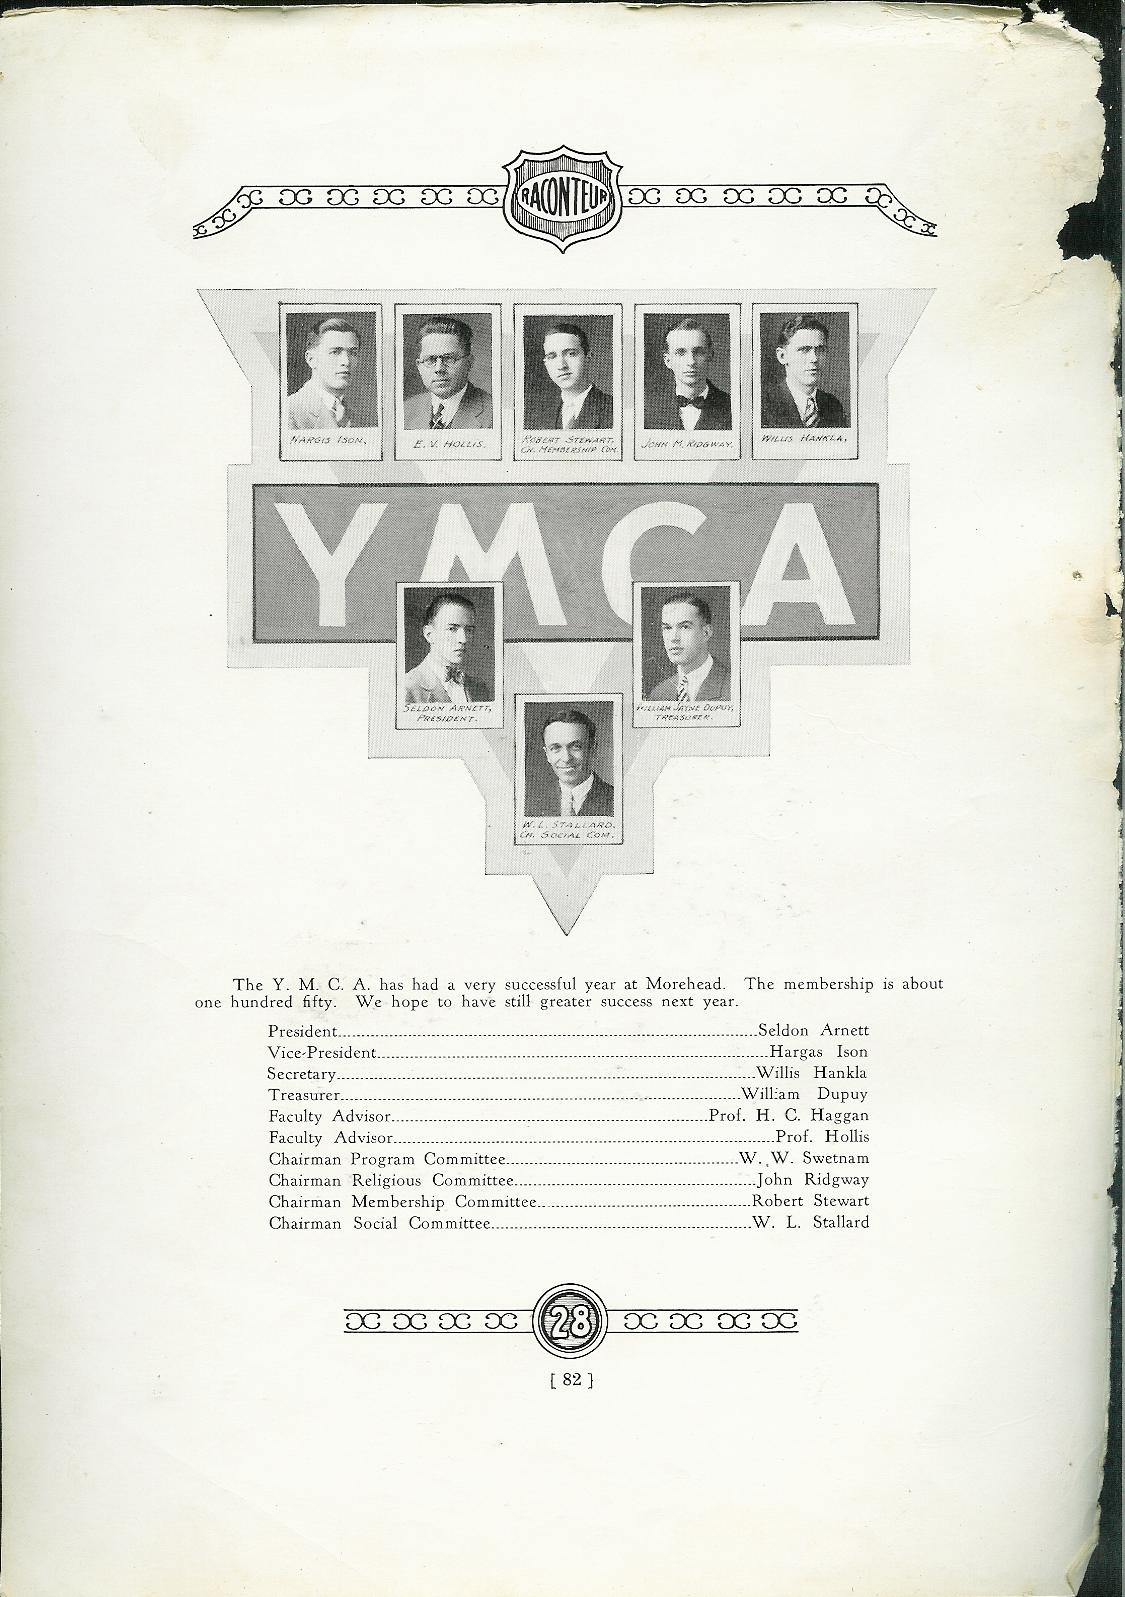 RACONTEUR
HARGIS ISON.
E. V. HOLLIS.
ROBERT STEWART.
CH. MEMBERSHIP COM.
JOHN M. RIDGWAY.
WILLIS HANKLA.
YMCA
SELDON ARNETT,
PRESIDENT.
WILLIAM JAYNE DUPUY,
TREASURER.
W. L. STALLARD.
CH. SOCIAL COM.
The Y. M. C. A. has had a very successful year at Morehead. The membership is about
one hundred fifty. We hope to have still greater success next year.
President Seldon Arnett
Vice-President Hargas Ison
Secretary Willis Hankla
Treasurer William Dupuy
Faculty Advisor Prof. H. C. Haggan
Faculty Advisor Prof. Hollis
Chairman Program Committee W. W. Swetnam
Chairman Religious Committee John Ridgway
Chairman Membership Committee Robert Stewart
Chairman Social Committee W. L. Stallard
28
[ 82 ]